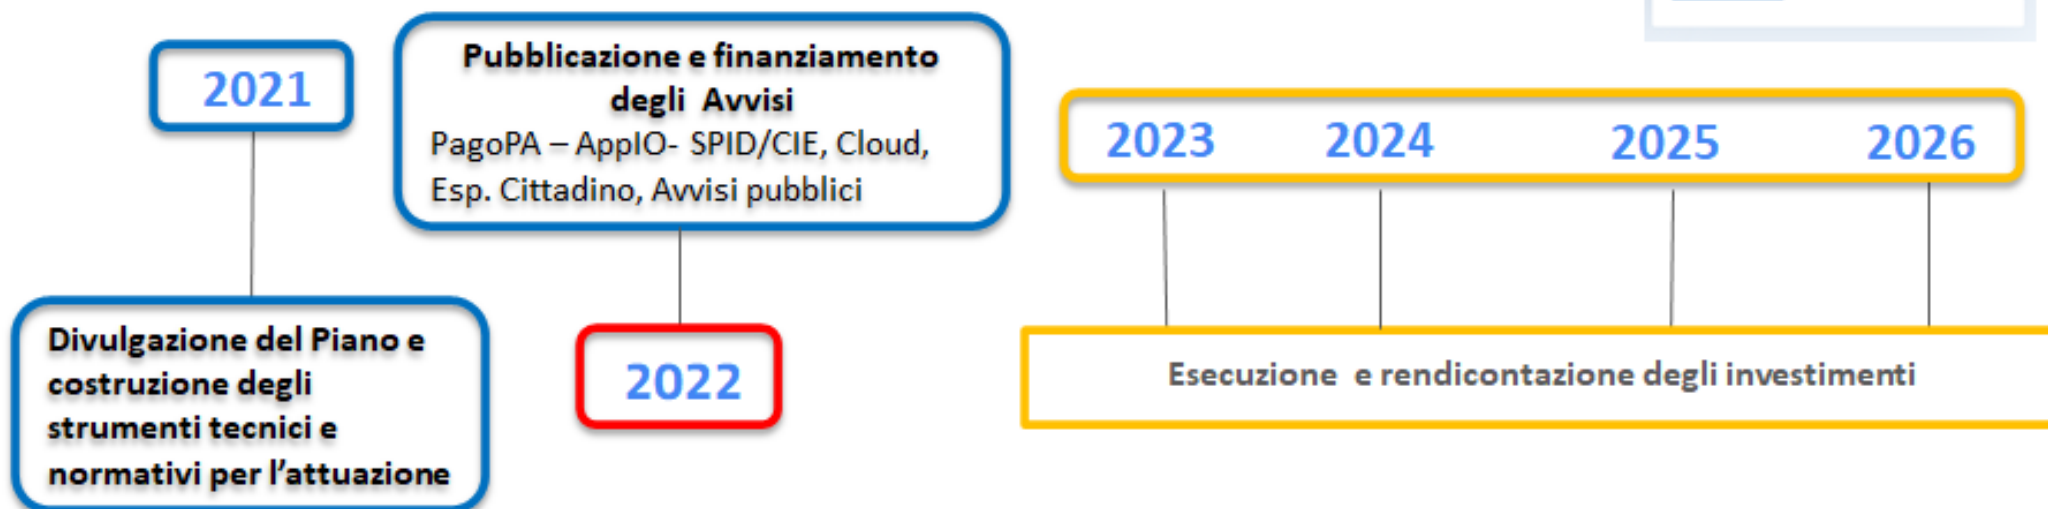 2021
Divulgazione del Piano e
costruzione degli
strumenti tecnici e
normativi per l’attuazione
Pubblicazione e finanziamento
degli Avvisi
PagoPA – AppIO- SPID/CIE, Cloud,
Esp. Cittadino, Avvisi pubblici
2022
2023 2024 2025 2026
Esecuzione e rendicontazione degli investimenti